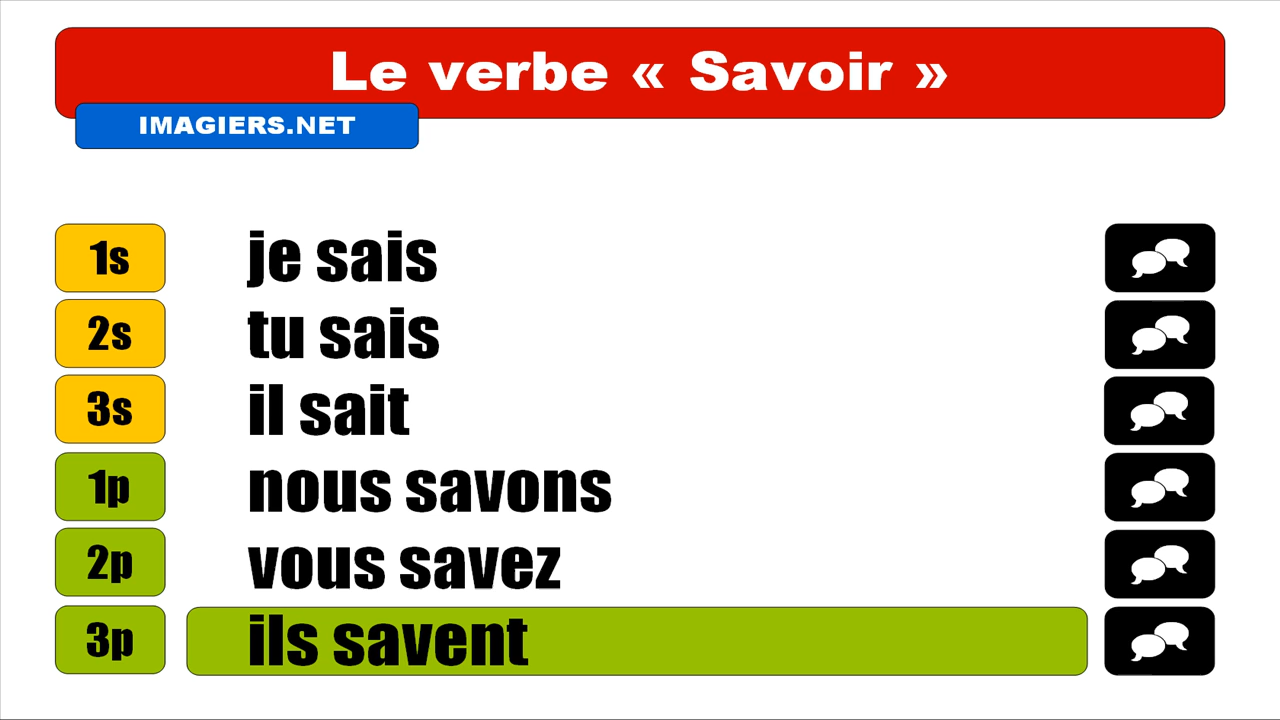 Le verbe « Savoir »
IMAGIERS.NET
1s je sais
2s tu sais
3s il sait
1p nous savons
2p vous savez
3p ils savent